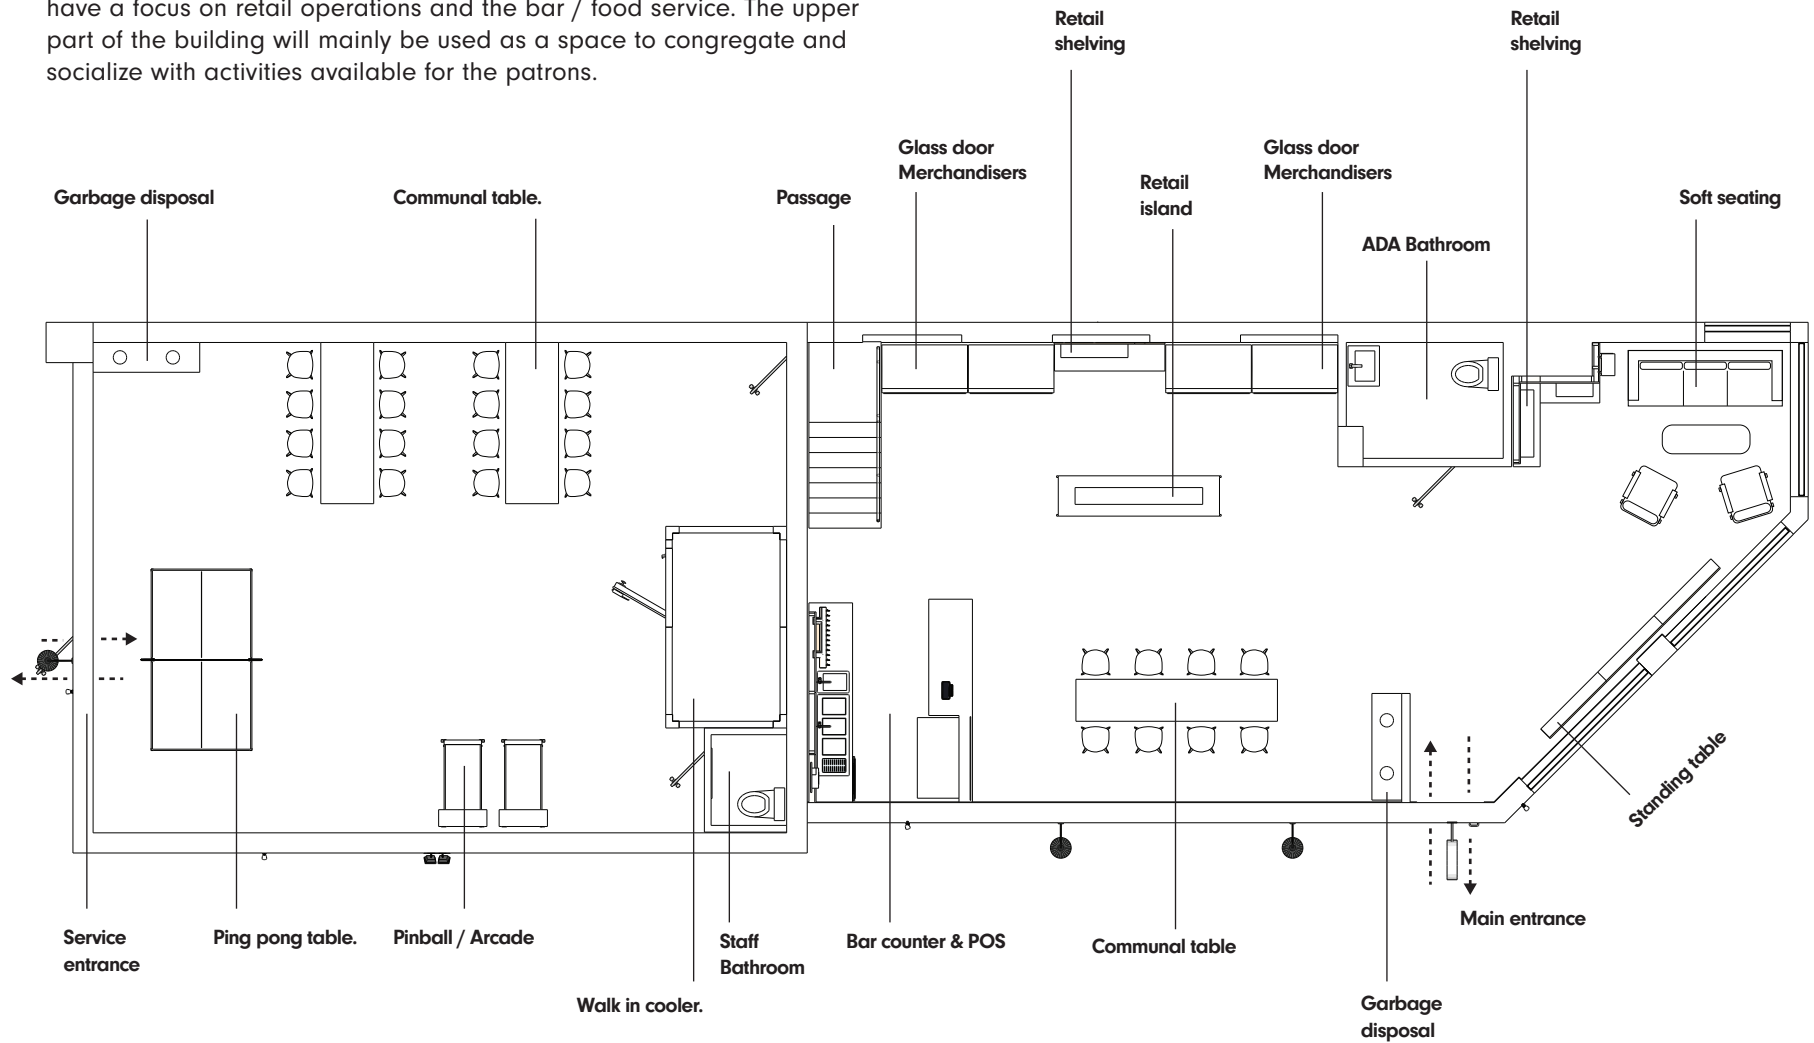 have a focus on retail operations and the bar / food service. The upper
part of the building will mainly be used as a space to congregate and
socialize with activities available for the patrons.
Retail
shelving
Retail
shelving
Glass door
Merchandisers
Glass door
Merchandisers
Retail
island
Garbage disposal
Communal table.
Passage
Soft seating
ADA Bathroom
Standing table
Main entrance
Service
entrance
Ping pong table.
Pinball / Arcade
Staff
Bathroom
Bar counter & POS
Communal table
Walk in cooler.
Garbage
disposal